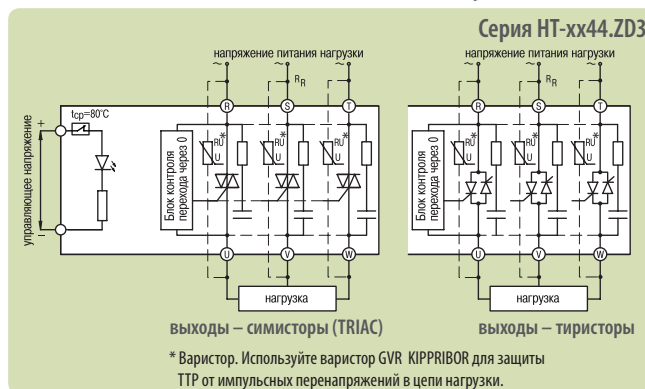 Серия HT-xx44.ZD3
напряжение питания нагрузки
напряжение питания нагрузки
~ ~ ~
~ ~ ~
RR
RR
R S T
R S T
tср=80°C
управляющее напряжение
+
–
Блок контроля перехода через 0
RU* U
RU* U
RU* U
Блок контроля перехода через 0
RU* U
RU* U
RU* U
U V W
U V W
нагрузка
нагрузка
выходы – симисторы (TRIAC)
выходы – тиристоры
* Варистор. Используйте варистор GVR KIPPRIBOR для защиты
ТТР от импульсных перенапряжений в цепи нагрузки.